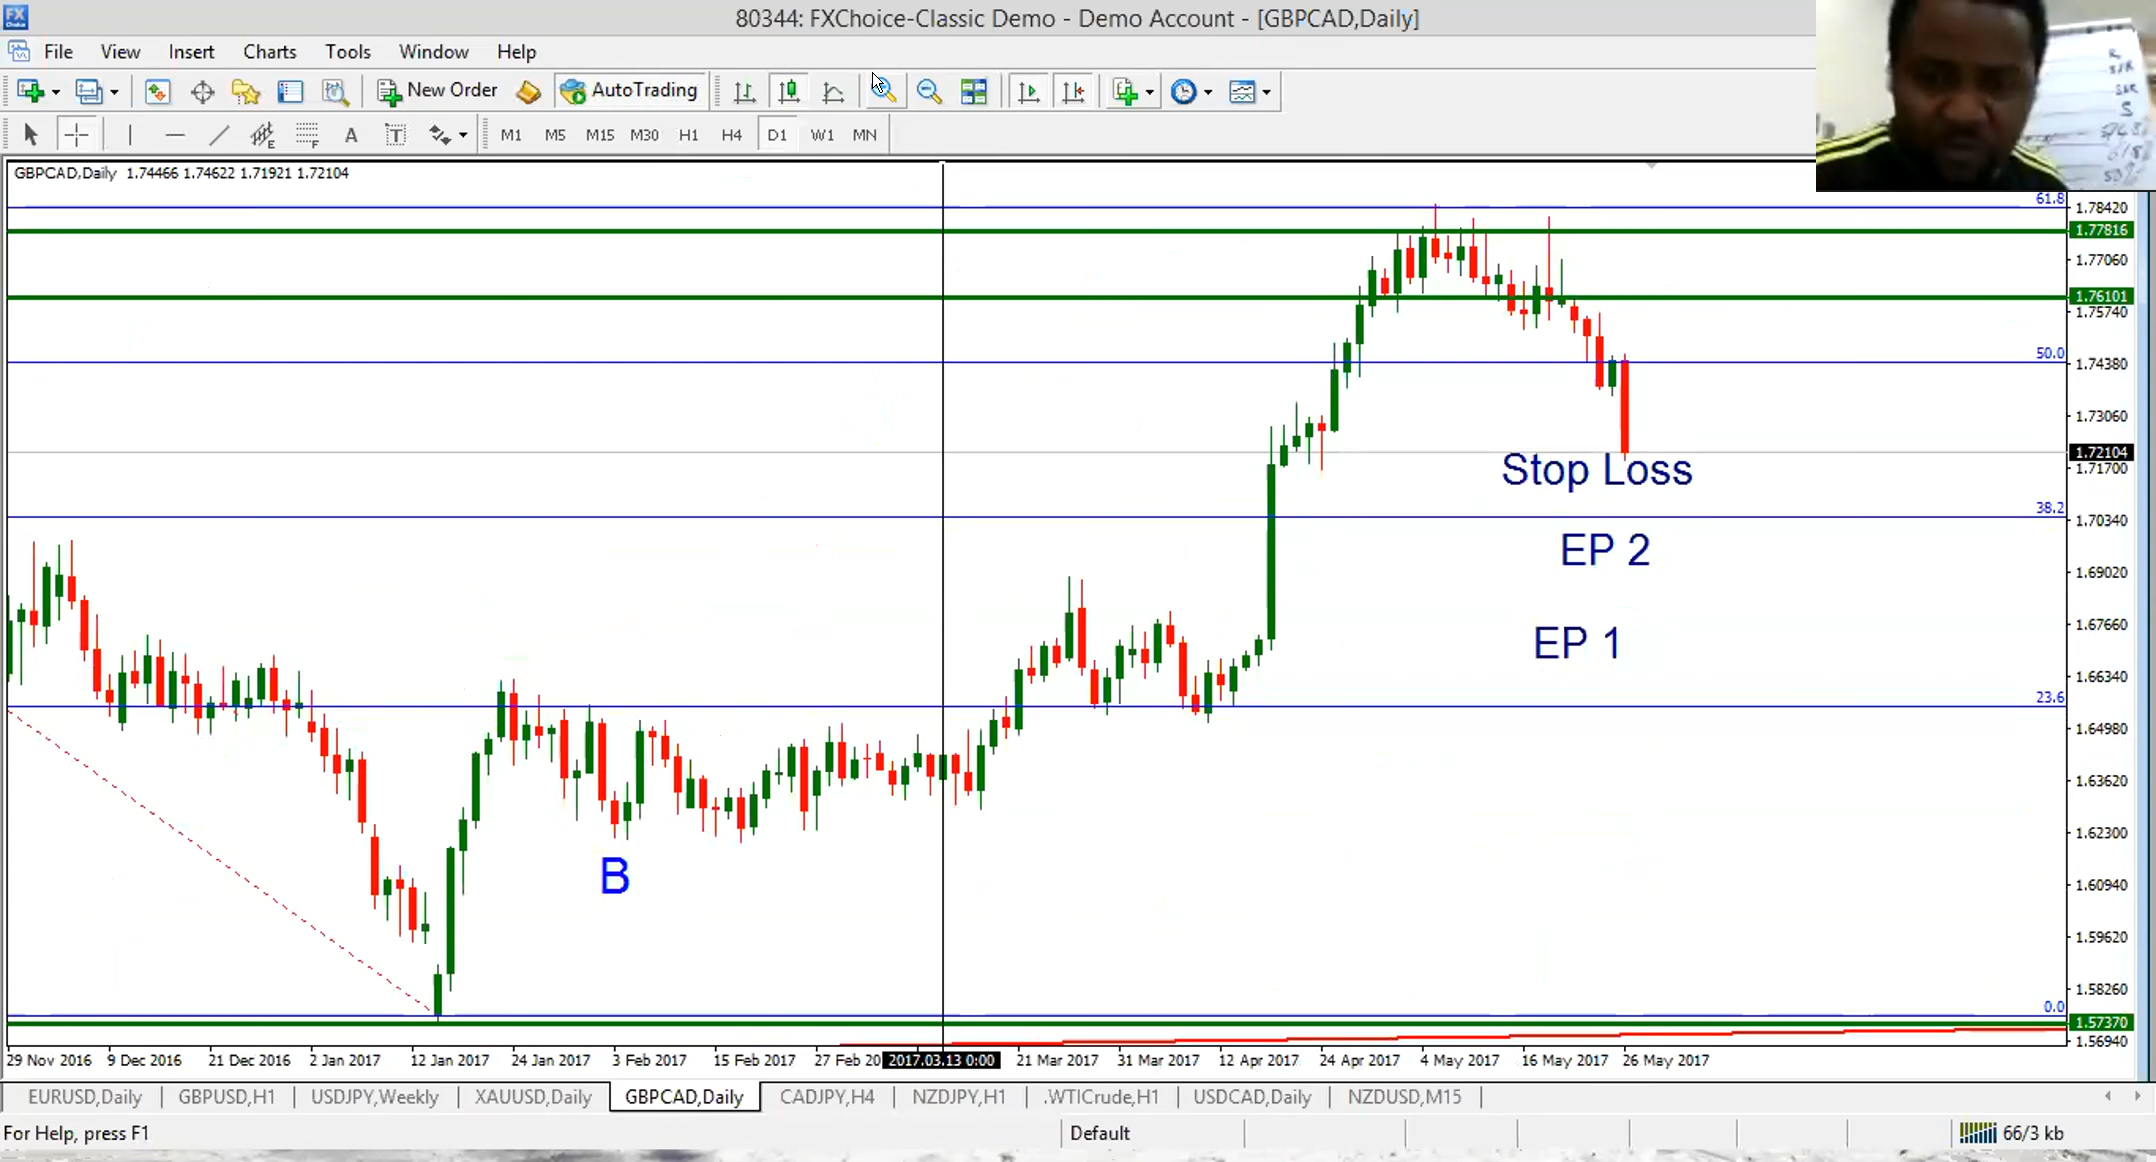 FX
Choice
80344: FXChoice-Classic Demo - Demo Account - [GBPCAD,Daily]
File View Insert Charts Tools Window Help
New Order AutoTrading
A T M1 M5 M15 M30 H1 H4 D1 W1 MN
GBPCAD,Daily 1.74466 1.74622 1.71921 1.72104
61.8
1.78420
1.77816
1.77060
1.76101
1.75740
50.0
1.74380
1.73060
1.72104
Stop Loss
1.71700
38.2
1.70340
EP 2
1.69020
1.67660
EP 1
1.66340
23.6
1.64980
1.63620
1.62300
B
1.60940
1.59620
1.58260
0.0
1.57370
1.56940
29 Nov 2016 9 Dec 2016 21 Dec 2016 2 Jan 2017 12 Jan 2017 24 Jan 2017 3 Feb 2017 15 Feb 2017 27 Feb 20 2017.03.13 0:00 21 Mar 2017 31 Mar 2017 12 Apr 2017 24 Apr 2017 4 May 2017 16 May 2017 26 May 2017
EURUSD,Daily GBPUSD,H1 USDJPY,Weekly XAUUSD,Daily GBPCAD,Daily CADJPY,H4 NZDJPY,H1 .WTICrude,H1 USDCAD,Daily NZDUSD,M15
For Help, press F1 Default 66/3 kb